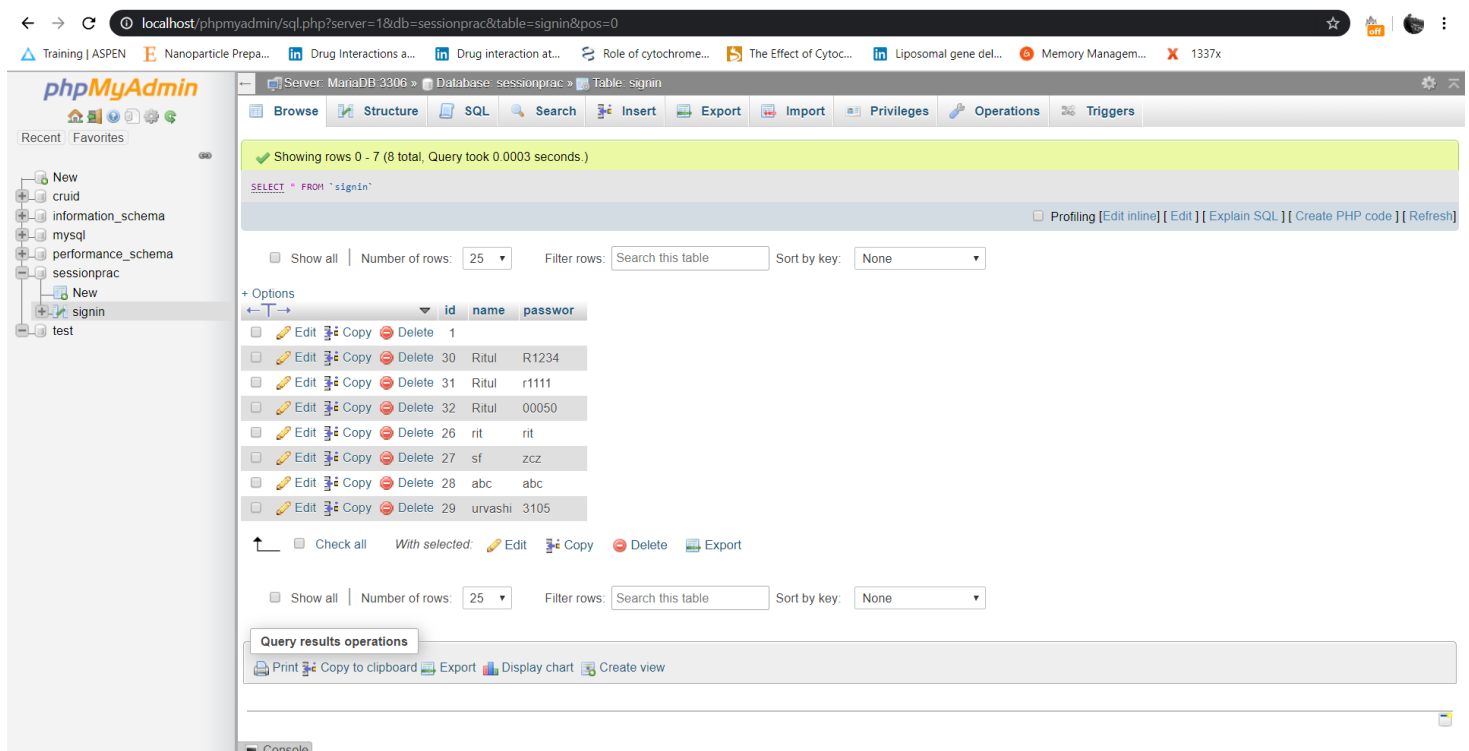 localhost/phpmyadmin/sql.php?server=1&db=sessionprac&table=signin&pos=0
off
Training | ASPEN Nanoparticle Prepa... Drug Interactions a... Drug interaction at... Role of cytochrome... The Effect of Cytoc... Liposomal gene del... Memory Managem... 1337x
phpMyAdmin
Recent Favorites
New
cruid
information_schema
mysql
performance_schema
sessionprac
New
signin
test
Server: MariaDB:3306 » Database: sessionprac » Table: signin
Browse Structure SQL Search Insert Export Import Privileges Operations Triggers
Showing rows 0 - 7 (8 total, Query took 0.0003 seconds.)
SELECT * FROM `signin`
Profiling [Edit inline] [ Edit ] [ Explain SQL ] [ Create PHP code ] [ Refresh]
Show all Number of rows: 25 Filter rows: Search this table Sort by key: None
+ Options
←T→ id name passwor
Edit Copy Delete 1
Edit Copy Delete 30 Ritul R1234
Edit Copy Delete 31 Ritul r1111
Edit Copy Delete 32 Ritul 00050
Edit Copy Delete 26 rit rit
Edit Copy Delete 27 sf zcz
Edit Copy Delete 28 abc abc
Edit Copy Delete 29 urvashi 3105
Check all With selected: Edit Copy Delete Export
Show all Number of rows: 25 Filter rows: Search this table Sort by key: None
Query results operations
Print Copy to clipboard Export Display chart Create view
Console